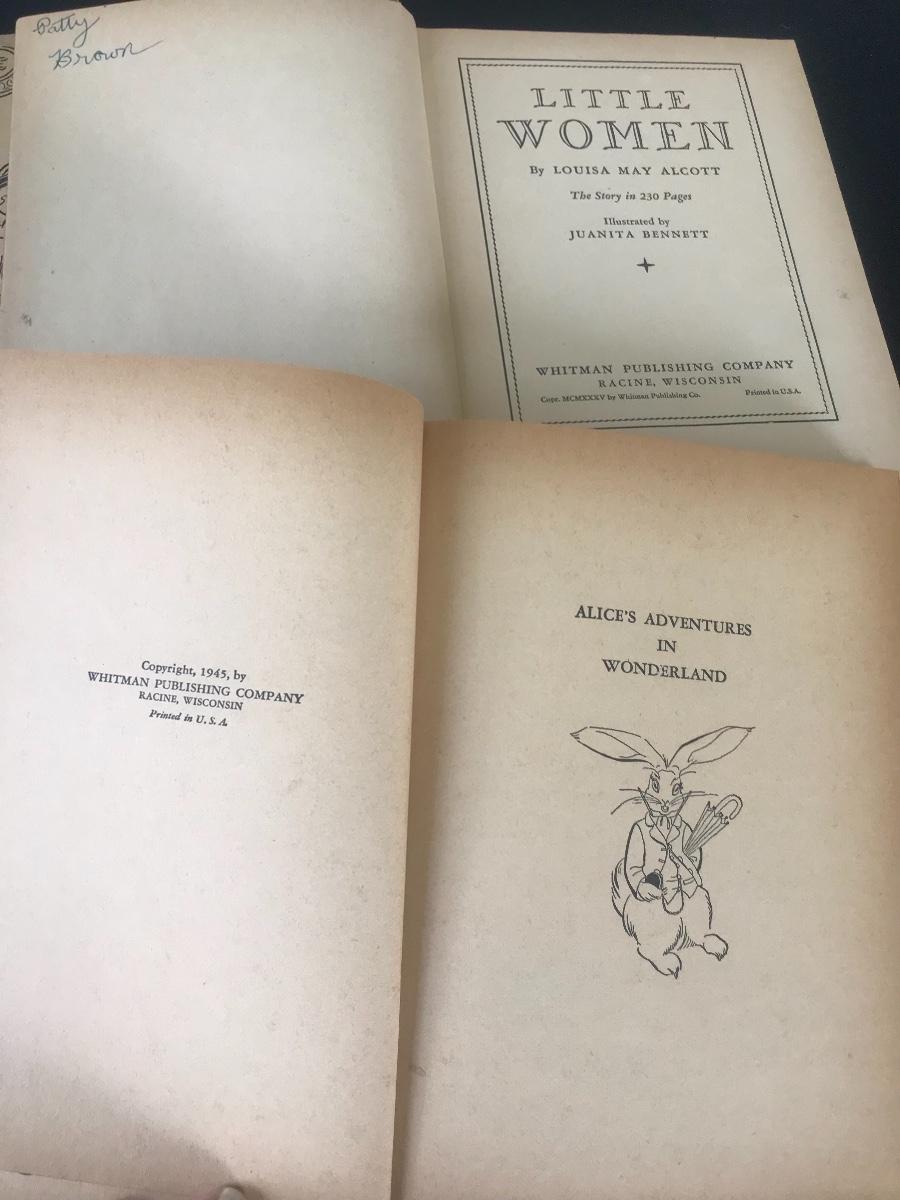 Patty
Brown
LITTLE
WOMEN
By LOUISA MAY ALCOTT
The Story in 230 Pages
Illustrated by
JUANITA BENNETT
WHITMAN PUBLISHING COMPANY
RACINE, WISCONSIN
Copr. MCMXXXV by Whitman Publishing Co. Printed in U.S.A.
Copyright, 1945, by
WHITMAN PUBLISHING COMPANY
RACINE, WISCONSIN
Printed in U. S. A.
ALICE'S ADVENTURES
IN
WONDERLAND